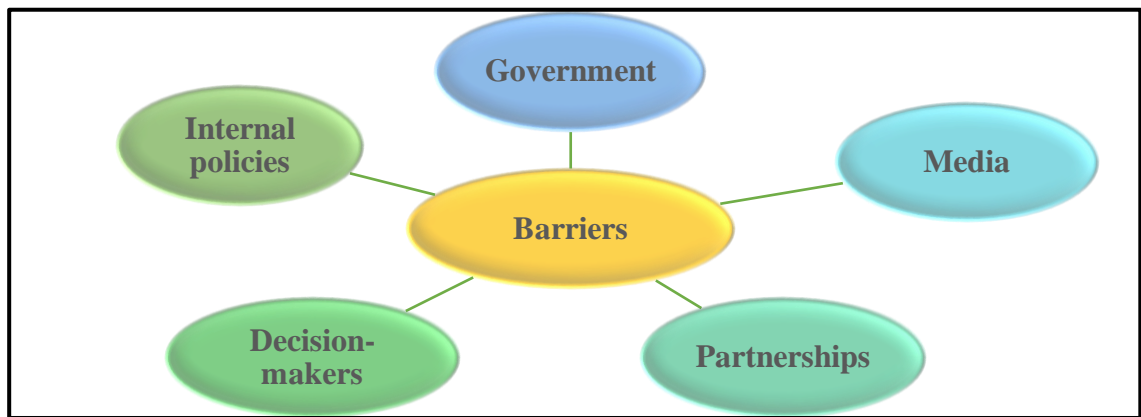 Government
Internal
policies
Media
Barriers
Decision-
makers
Partnerships